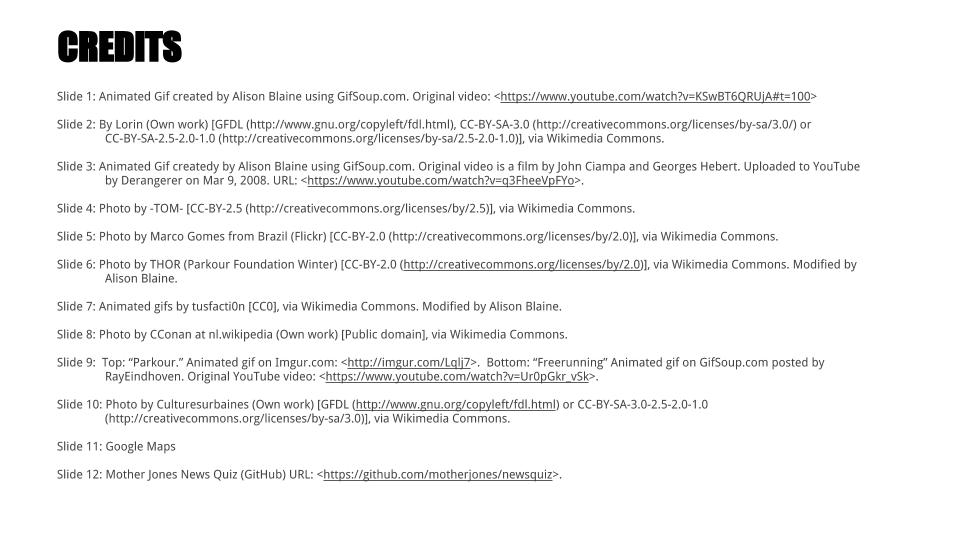 CREDITS
Slide 1: Animated Gif created by Alison Blaine using GifSoup.com. Original video: <https://www.youtube.com/watch?v=KSwBT6QRUjA#t=100>
Slide 2: By Lorin (Own work) [GFDL (http://www.gnu.org/copyleft/fdl.html), CC-BY-SA-3.0 (http://creativecommons.org/licenses/by-sa/3.0/) or
CC-BY-SA-2.5-2.0-1.0 (http://creativecommons.org/licenses/by-sa/2.5-2.0-1.0)], via Wikimedia Commons.
Slide 3: Animated Gif createdy by Alison Blaine using GifSoup.com. Original video is a film by John Ciampa and Georges Hebert. Uploaded to YouTube
by Derangerer on Mar 9, 2008. URL: <https://www.youtube.com/watch?v=q3FheeVpFYo>.
Slide 4: Photo by -TOM- [CC-BY-2.5 (http://creativecommons.org/licenses/by/2.5)], via Wikimedia Commons.
Slide 5: Photo by Marco Gomes from Brazil (Flickr) [CC-BY-2.0 (http://creativecommons.org/licenses/by/2.0)], via Wikimedia Commons.
Slide 6: Photo by THOR (Parkour Foundation Winter) [CC-BY-2.0 (http://creativecommons.org/licenses/by/2.0)], via Wikimedia Commons. Modified by
Alison Blaine.
Slide 7: Animated gifs by tusfacti0n [CC0], via Wikimedia Commons. Modified by Alison Blaine.
Slide 8: Photo by CConan at nl.wikipedia (Own work) [Public domain], via Wikimedia Commons.
Slide 9:  Top: “Parkour.” Animated gif on Imgur.com: <http://imgur.com/Lqlj7>.  Bottom: “Freerunning” Animated gif on GifSoup.com posted by
RayEindhoven. Original YouTube video: <https://www.youtube.com/watch?v=Ur0pGkr_vSk>.
Slide 10: Photo by Culturesurbaines (Own work) [GFDL (http://www.gnu.org/copyleft/fdl.html) or CC-BY-SA-3.0-2.5-2.0-1.0
(http://creativecommons.org/licenses/by-sa/3.0)], via Wikimedia Commons.
Slide 11: Google Maps
Slide 12: Mother Jones News Quiz (GitHub) URL: <https://github.com/motherjones/newsquiz>.